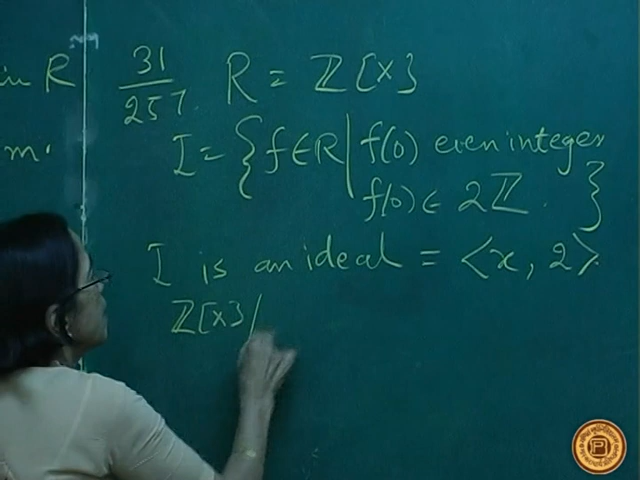 in R 31/257. R = ℤ[x]
m. I = {f ∈ R | f(0) even integer
f(0) ∈ 2ℤ. }
I is an ideal = <x, 2>.
ℤ[x]/